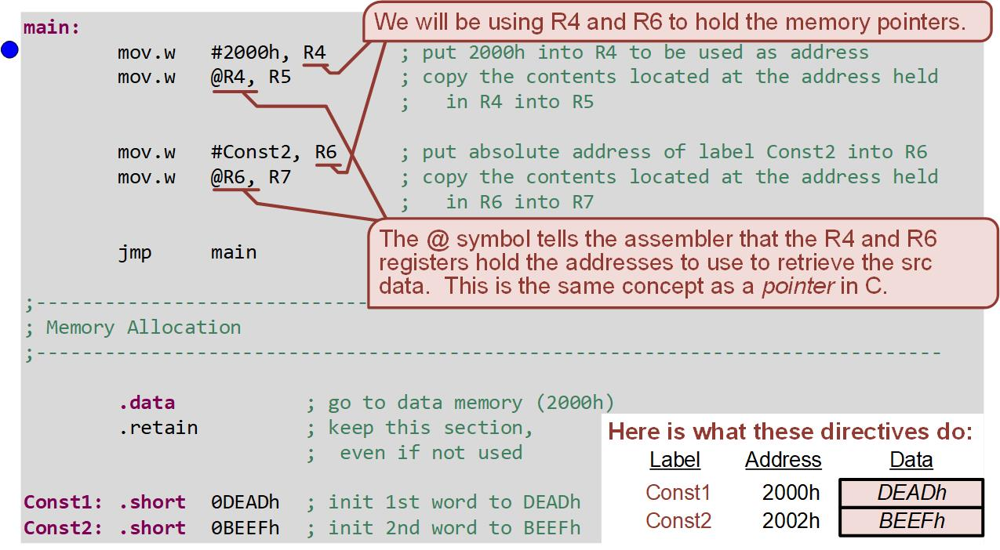 main:
We will be using R4 and R6 to hold the memory pointers.
mov.w #2000h, R4 ; put 2000h into R4 to be used as address
mov.w @R4, R5 ; copy the contents located at the address held
; in R4 into R5
mov.w #Const2, R6 ; put absolute address of label Const2 into R6
mov.w @R6, R7 ; copy the contents located at the address held
; in R6 into R7
The @ symbol tells the assembler that the R4 and R6
registers hold the addresses to use to retrieve the src
data. This is the same concept as a pointer in C.
jmp main
;-----------------------------
; Memory Allocation
;-------------------------------------------------------------------------------
.data ; go to data memory (2000h)
.retain ; keep this section,
; even if not used
Const1: .short 0DEADh ; init 1st word to DEADh
Const2: .short 0BEEFh ; init 2nd word to BEEFh
Here is what these directives do:
Label Address Data
Const1 2000h DEADh
Const2 2002h BEEFh